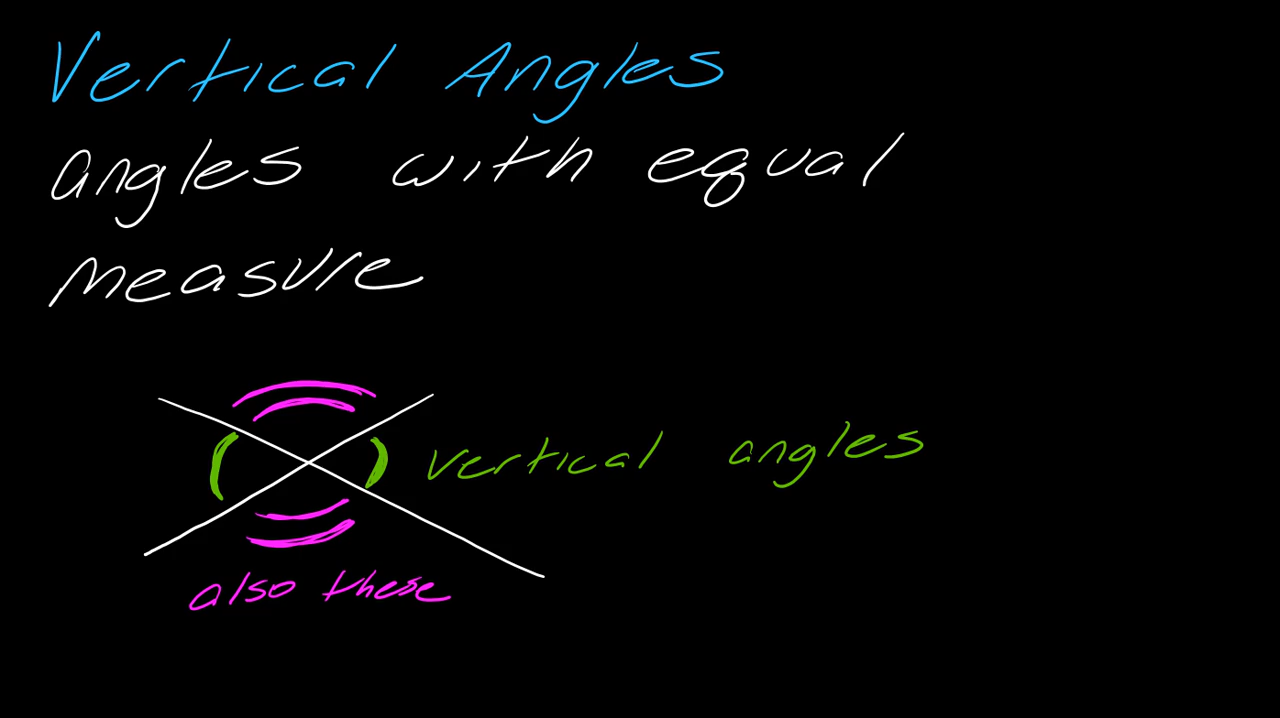 Vertical Angles
angles with equal
measure
vertical angles
also these